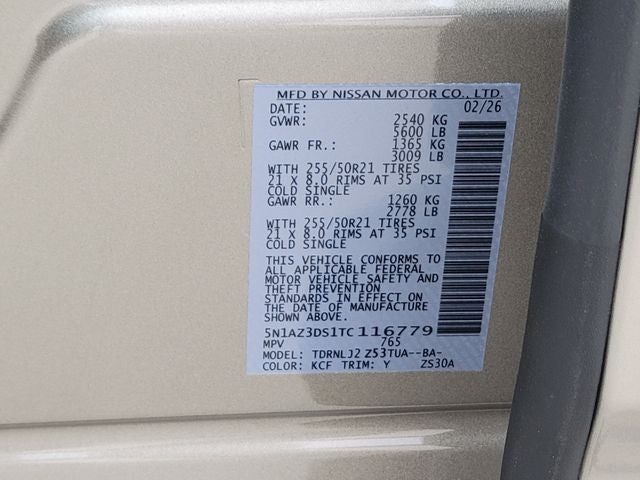 MFD BY NISSAN MOTOR CO., LTD.
DATE: 02/26
GVWR: 2540 KG
5600 LB
GAWR FR.: 1365 KG
3009 LB
WITH 255/50R21 TIRES
21 X 8.0 RIMS AT 35 PSI
COLD SINGLE
GAWR RR.: 1260 KG
2778 LB
WITH 255/50R21 TIRES
21 X 8.0 RIMS AT 35 PSI
COLD SINGLE
THIS VEHICLE CONFORMS TO
ALL APPLICABLE FEDERAL
MOTOR VEHICLE SAFETY AND
THEFT PREVENTION
STANDARDS IN EFFECT ON
THE DATE OF MANUFACTURE
SHOWN ABOVE.
5N1AZ3DS1TC116779
MPV 765
MODEL: TDRNLJ2 Z53TUA--BA-
COLOR: KCF TRIM: Y ZS30A